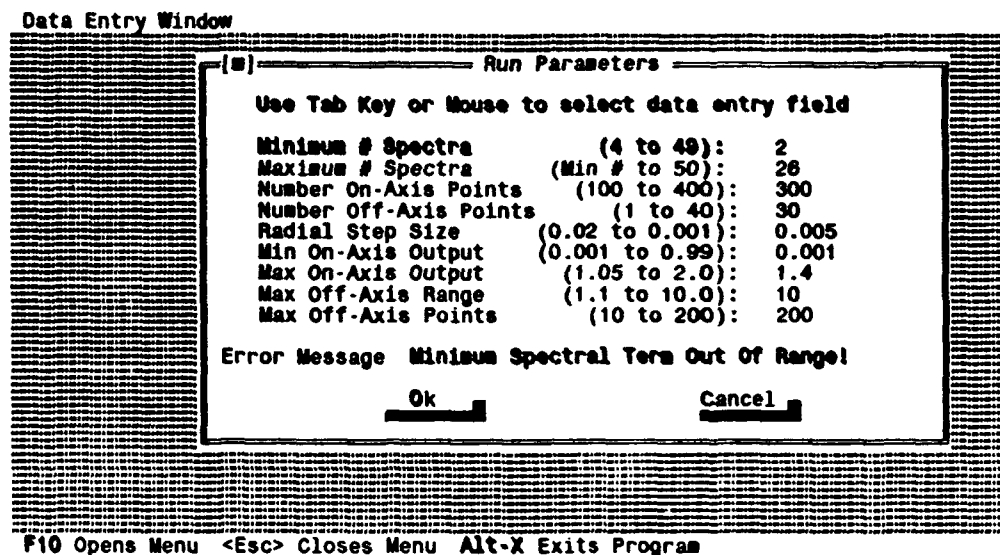 Data Entry Window
[■] Run Parameters
Use Tab Key or Mouse to select data entry field
Minimum # Spectra (4 to 49): 2
Maximum # Spectra (Min # to 50): 26
Number On-Axis Points (100 to 400): 300
Number Off-Axis Points (1 to 40): 30
Radial Step Size (0.02 to 0.001): 0.005
Min On-Axis Output (0.001 to 0.99): 0.001
Max On-Axis Output (1.05 to 2.0): 1.4
Max Off-Axis Range (1.1 to 10.0): 10
Max Off-Axis Points (10 to 200): 200
Error Message Minimum Spectral Term Out Of Range!
Ok Cancel
F10 Opens Menu <Esc> Closes Menu Alt-X Exits Program